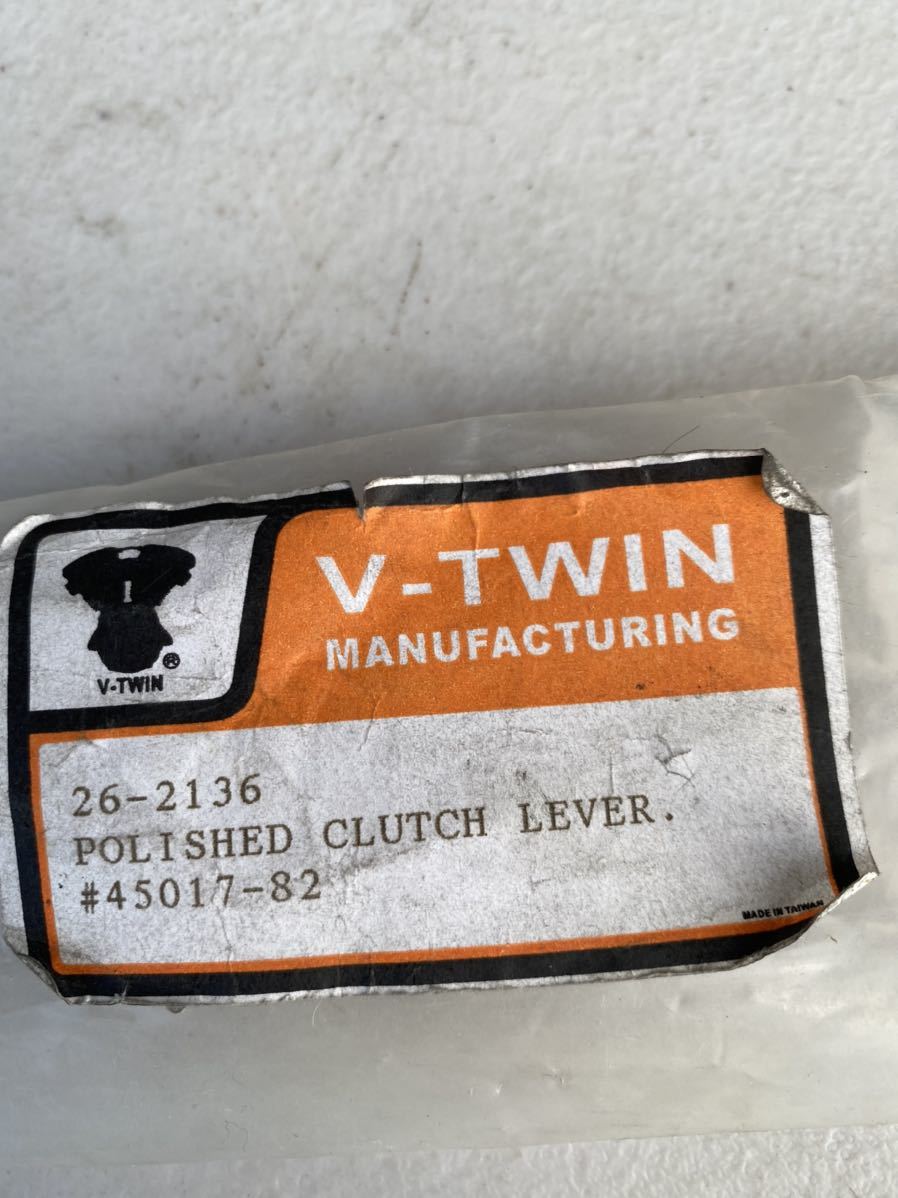 V-TWIN
MANUFACTURING
®
V-TWIN
26-2136
POLISHED CLUTCH LEVER.
#45017-82
MADE IN TAIWAN